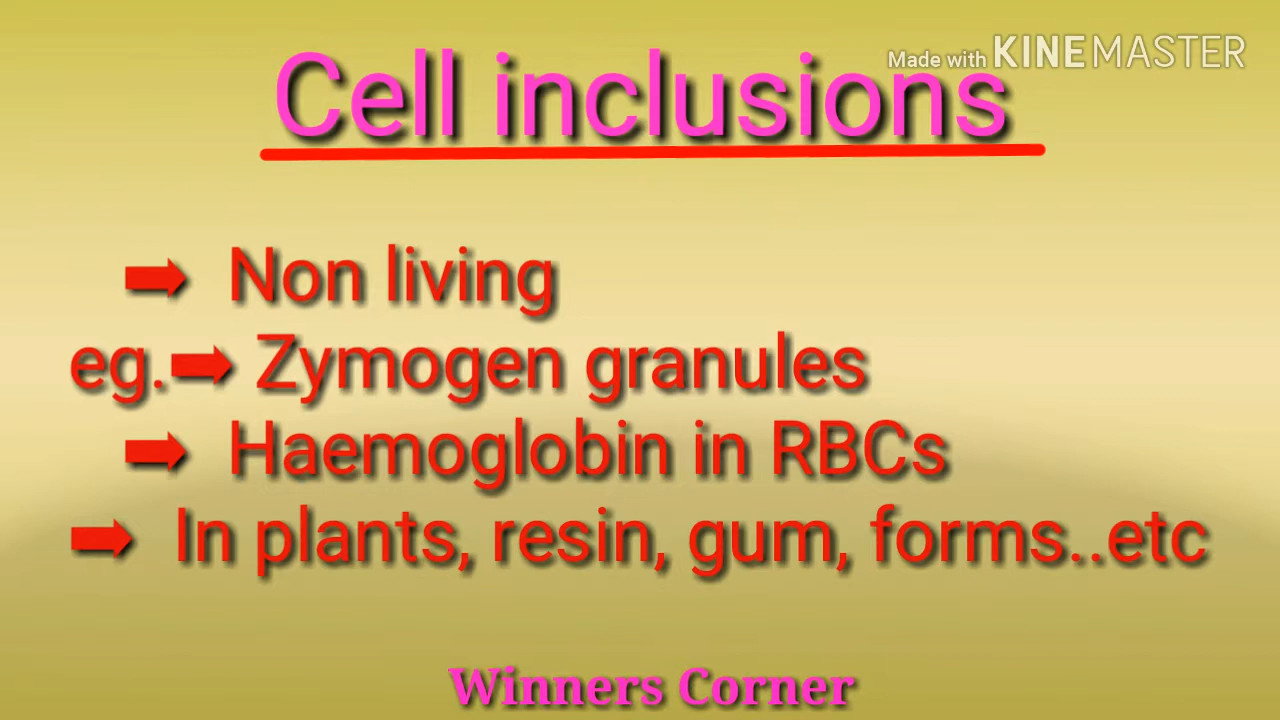 Made with KINEMASTER
Cell inclusions
➡ Non living
eg.➡ Zymogen granules
➡ Haemoglobin in RBCs
➡ In plants, resin, gum, forms..etc
Winners Corner